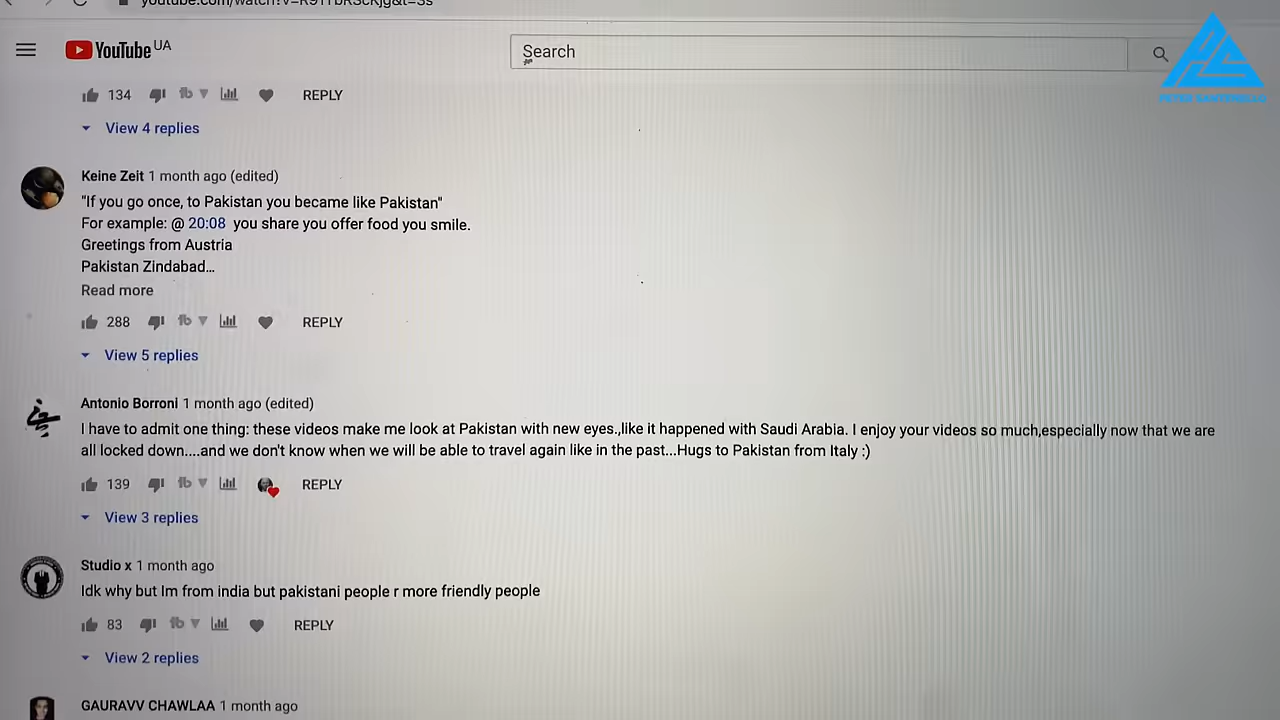 YouTube UA
Search
134 REPLY
View 4 replies
Keine Zeit 1 month ago (edited)
"If you go once, to Pakistan you became like Pakistan"
For example: @ 20:08 you share you offer food you smile.
Greetings from Austria
Pakistan Zindabad…
Read more
288 REPLY
View 5 replies
Antonio Borroni 1 month ago (edited)
I have to admit one thing: these videos make me look at Pakistan with new eyes.,like it happened with Saudi Arabia. I enjoy your videos so much,especially now that we are
all locked down....and we don't know when we will be able to travel again like in the past...Hugs to Pakistan from Italy :)
139 REPLY
View 3 replies
Studio x 1 month ago
Idk why but Im from india but pakistani people r more friendly people
83 REPLY
View 2 replies
GAURAVV CHAWLAA 1 month ago
PETER SANTENELLO